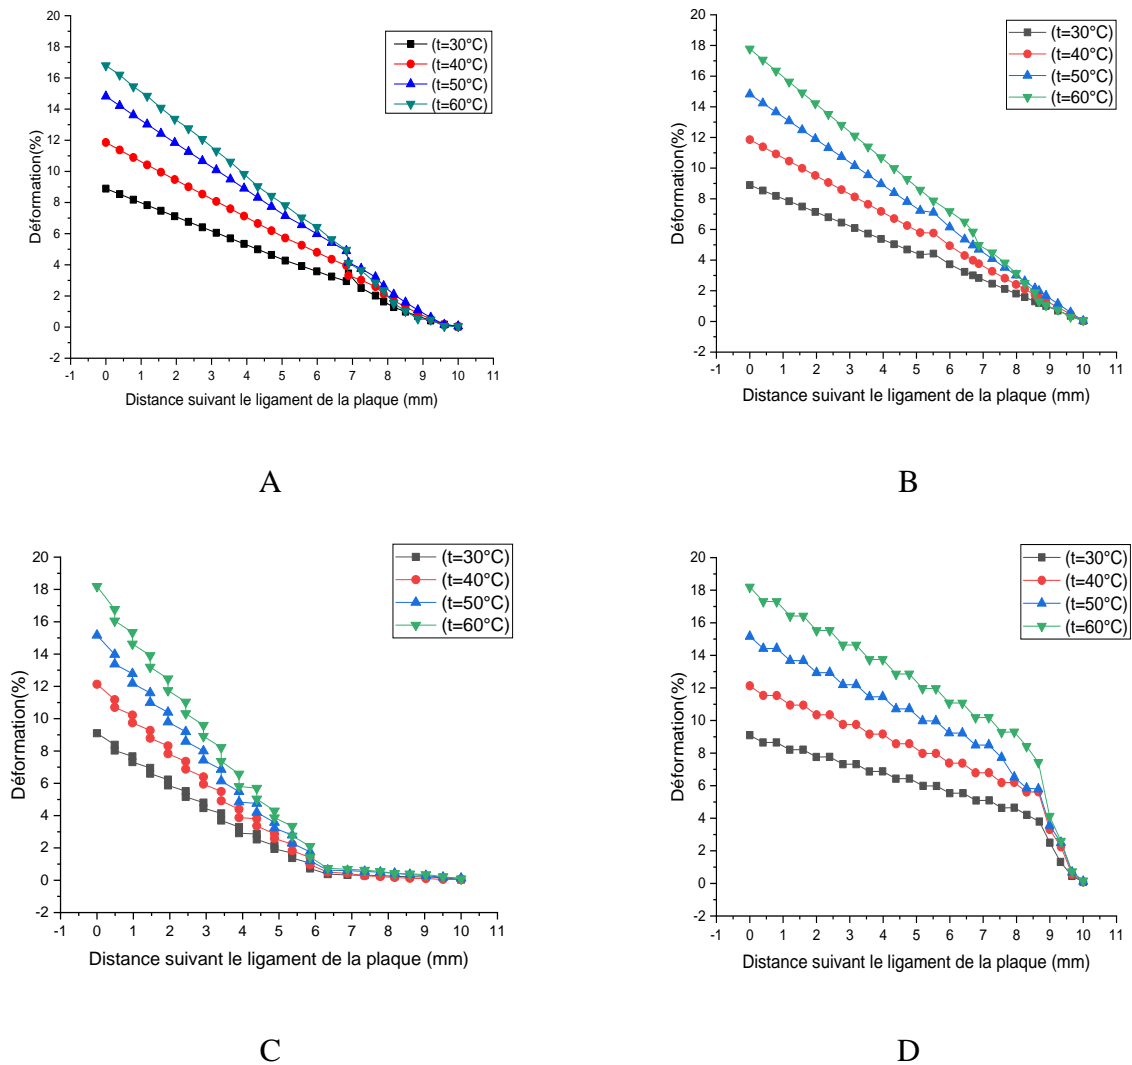 20
18
16
14
12
10
8
6
4
2
0
-2
-1 0 1 2 3 4 5 6 7 8 9 10 11
Déformation(%)
Distance suivant le ligament de la plaque (mm)
(t=30°C)
(t=40°C)
(t=50°C)
(t=60°C)
A
20
18
16
14
12
10
8
6
4
2
0
-2
-1 0 1 2 3 4 5 6 7 8 9 10 11
Déformation(%)
Distance suivant le ligament de la plaque (mm)
(t=30°C)
(t=40°C)
(t=50°C)
(t=60°C)
B
20
18
16
14
12
10
8
6
4
2
0
-2
-1 0 1 2 3 4 5 6 7 8 9 10 11
Déformation(%)
Distance suivant le ligament de la plaque (mm)
(t=30°C)
(t=40°C)
(t=50°C)
(t=60°C)
C
20
18
16
14
12
10
8
6
4
2
0
-2
-1 0 1 2 3 4 5 6 7 8 9 10 11
Déformation(%)
Distance suivant le ligament de la plaque (mm)
(t=30°C)
(t=40°C)
(t=50°C)
(t=60°C)
D